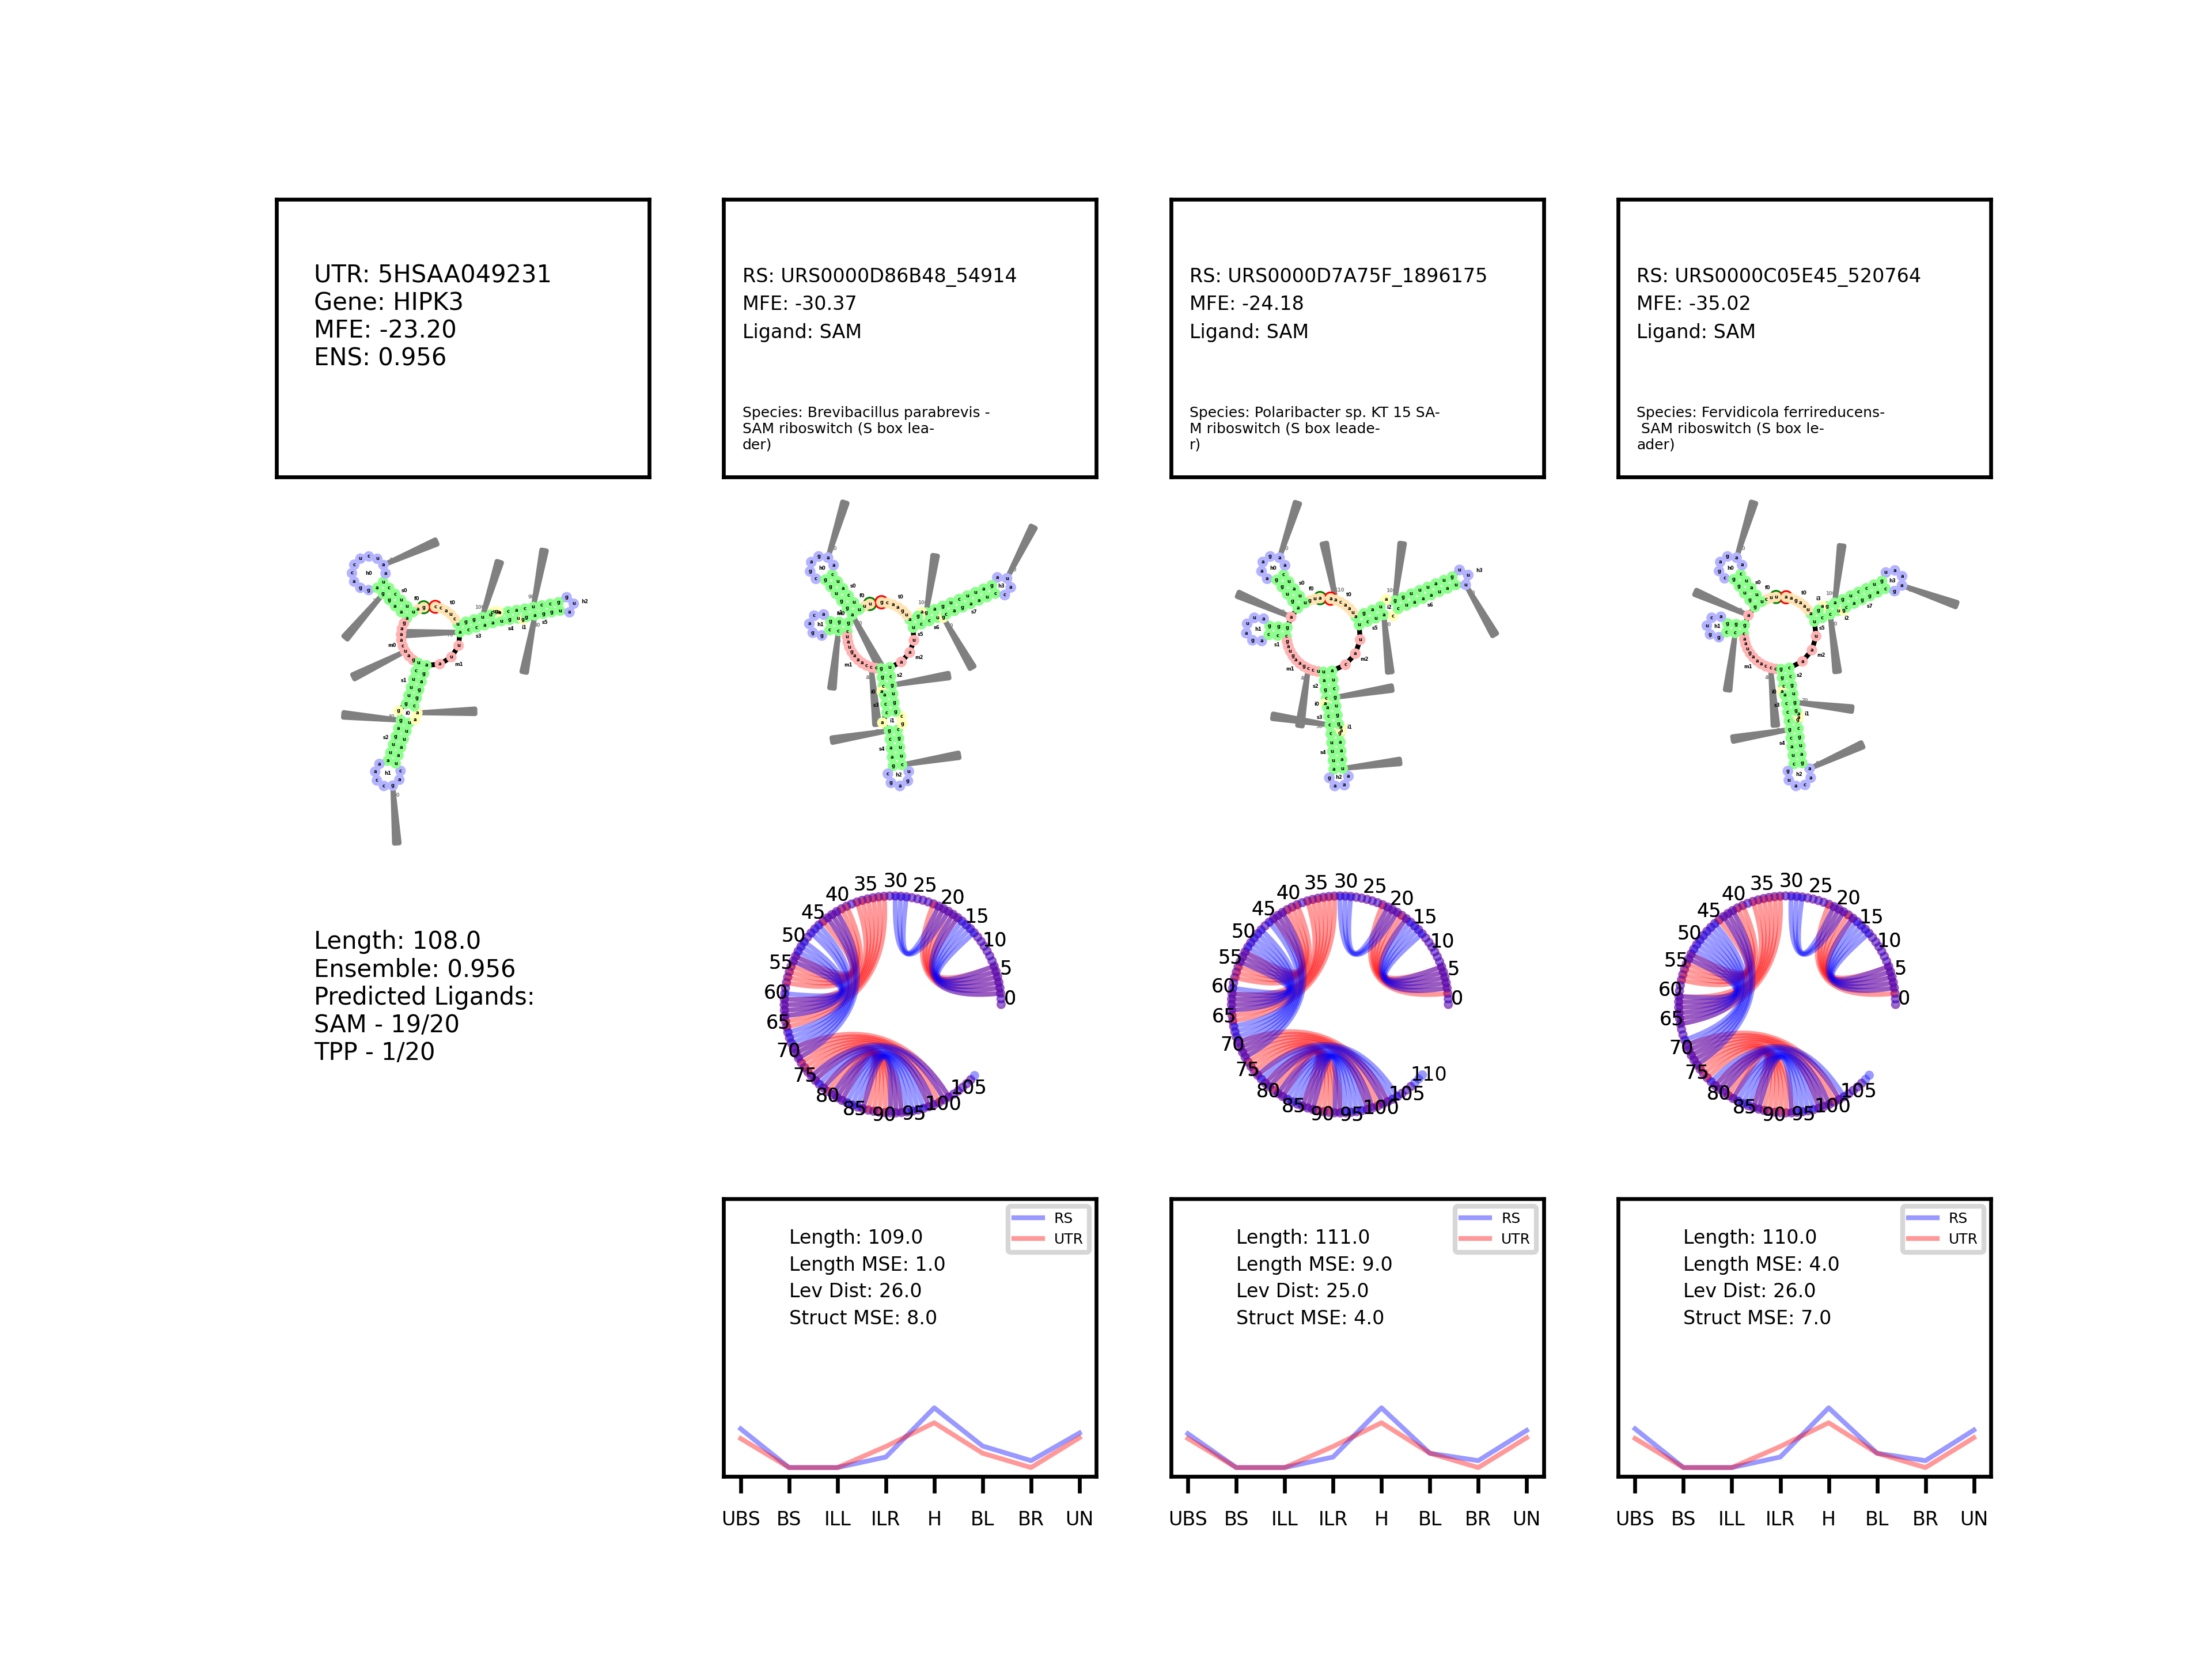 UTR: 5HSAA049231
Gene: HIPK3
MFE: -23.20
ENS: 0.956
RS: URS0000D86B48_54914
MFE: -30.37
Ligand: SAM
Species: Brevibacillus parabrevis -
SAM riboswitch (S box lea-
der)
RS: URS0000D7A75F_1896175
MFE: -24.18
Ligand: SAM
Species: Polaribacter sp. KT 15 SA-
M riboswitch (S box leade-
r)
RS: URS0000C05E45_520764
MFE: -35.02
Ligand: SAM
Species: Fervidicola ferrireducens-
SAM riboswitch (S box le-
ader)
Length: 108.0
Ensemble: 0.956
Predicted Ligands:
SAM - 19/20
TPP - 1/20
0 5 10 15 20 25 30 35 40 45 50 55 60 65 70 75 80 85 90 95 100 105
0 5 10 15 20 25 30 35 40 45 50 55 60 65 70 75 80 85 90 95 100 105 110
0 5 10 15 20 25 30 35 40 45 50 55 60 65 70 75 80 85 90 95 100 105
RS
UTR
Length: 109.0
Length MSE: 1.0
Lev Dist: 26.0
Struct MSE: 8.0
UBS BS ILL ILR H BL BR UN
RS
UTR
Length: 111.0
Length MSE: 9.0
Lev Dist: 25.0
Struct MSE: 4.0
UBS BS ILL ILR H BL BR UN
RS
UTR
Length: 110.0
Length MSE: 4.0
Lev Dist: 26.0
Struct MSE: 7.0
UBS BS ILL ILR H BL BR UN